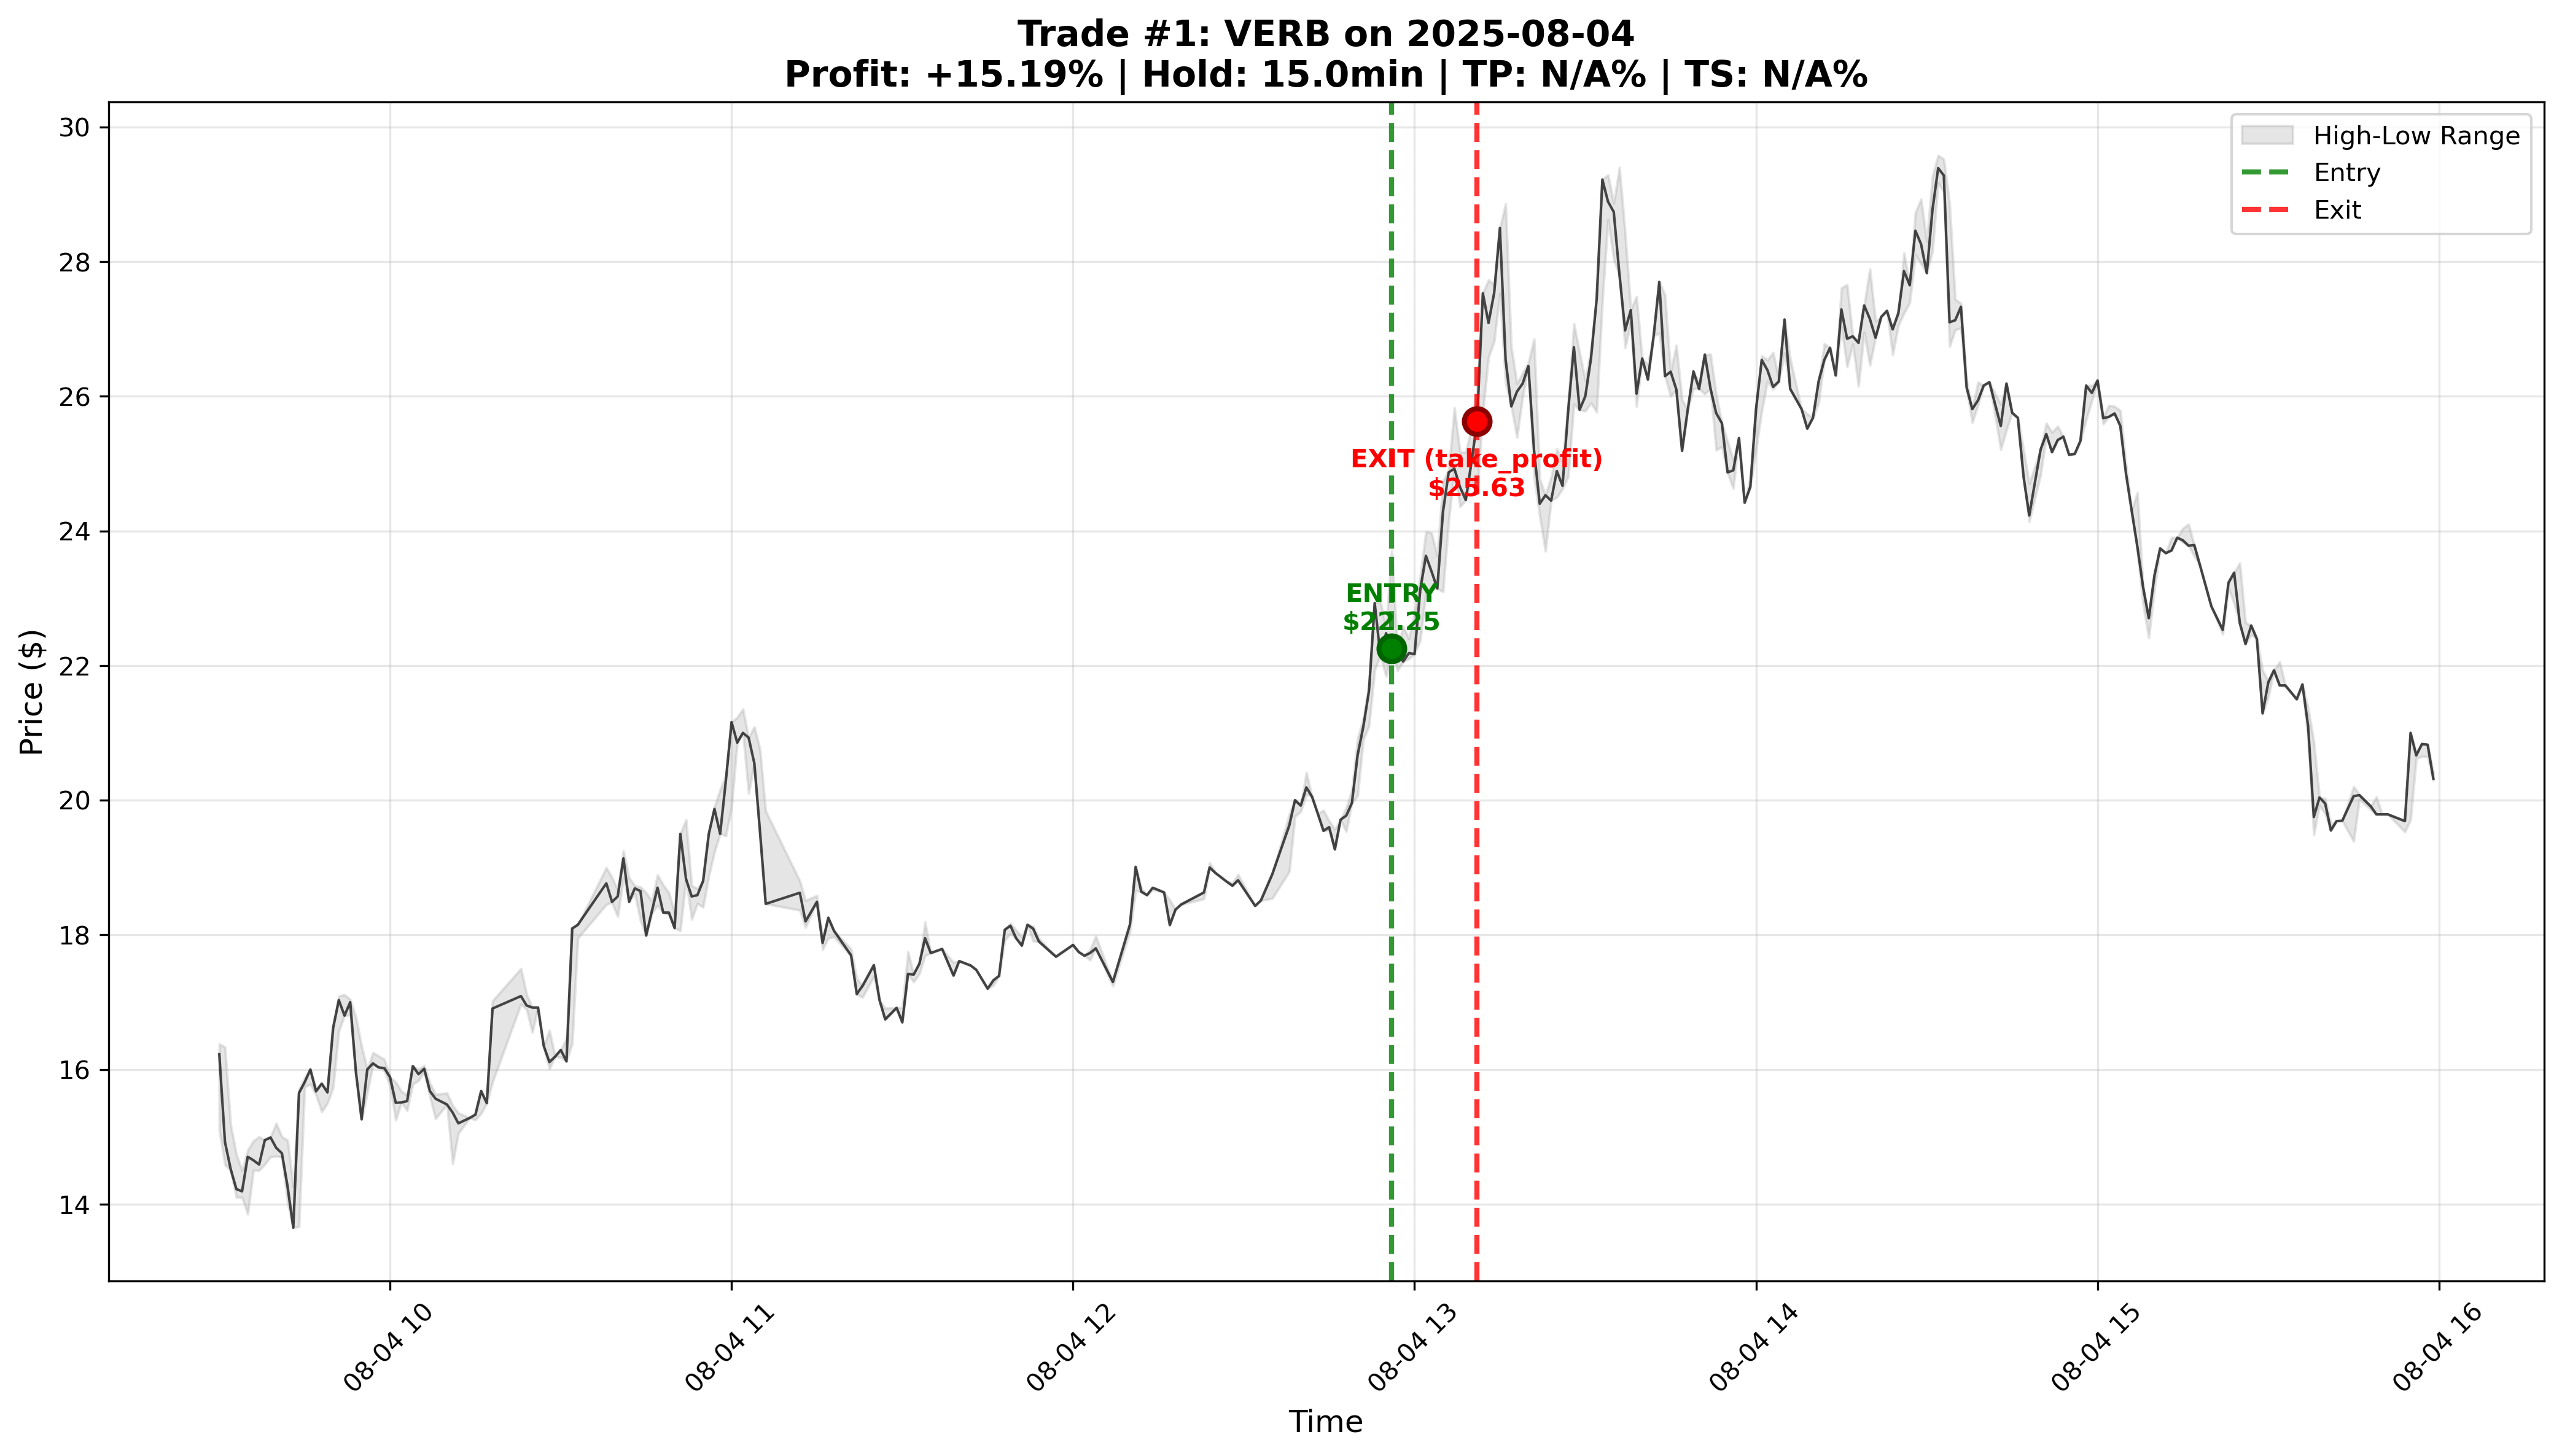 Trade #1: VERB on 2025-08-04
Profit: +15.19% | Hold: 15.0min | TP: N/A% | TS: N/A%
High-Low Range
Entry
Exit
Price ($)
30
28
26
24
22
20
18
16
14
EXIT (take_profit)
$25.63
ENTRY
$22.25
08-04 10
08-04 11
08-04 12
08-04 13
08-04 14
08-04 15
08-04 16
Time